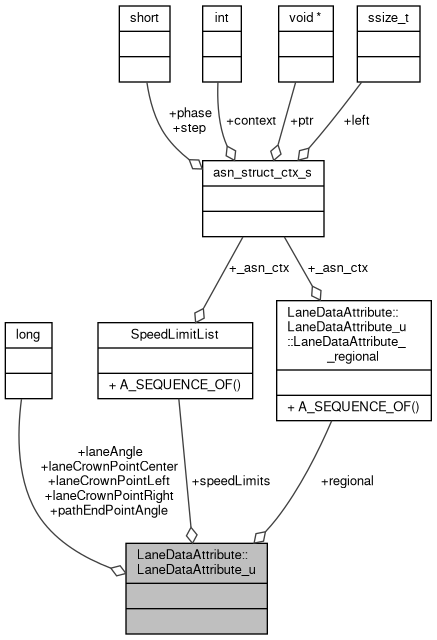 short
int
void *
ssize_t
+phase
+step
+context
+ptr
+left
asn_struct_ctx_s
+_asn_ctx
+_asn_ctx
long
SpeedLimitList
+ A_SEQUENCE_OF()
LaneDataAttribute::
LaneDataAttribute_u
::LaneDataAttribute_
_regional
+ A_SEQUENCE_OF()
+laneAngle
+laneCrownPointCenter
+laneCrownPointLeft
+laneCrownPointRight
+pathEndPointAngle
+speedLimits
+regional
LaneDataAttribute::
LaneDataAttribute_u